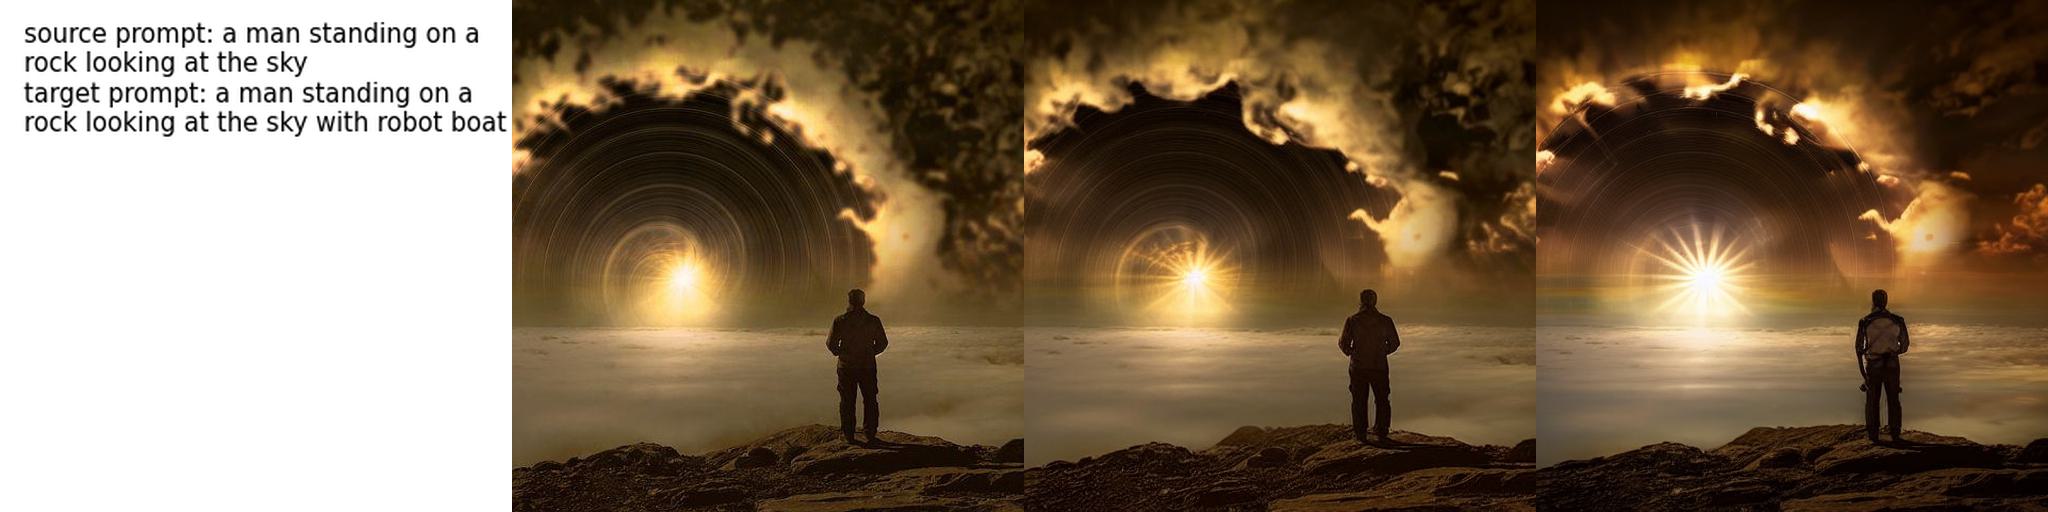 source prompt: a man standing on a
rock looking at the sky
target prompt: a man standing on a
rock looking at the sky with robot boat